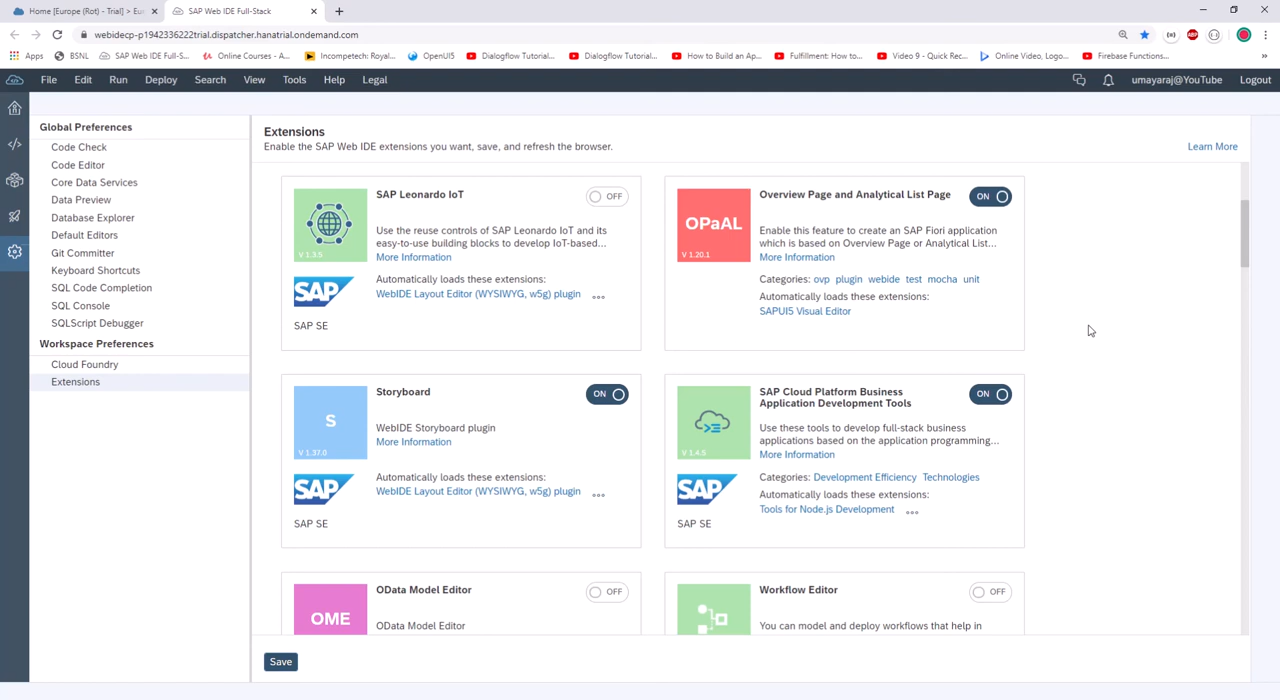 Home [Europe (Rot) - Trial] > Eu
SAP Web IDE Full-Stack
webidecp-p1942336222trial.dispatcher.hanatrial.ondemand.com
Apps
BSNL
SAP Web IDE Full-S...
Online Courses - A...
Incompetech: Royal...
OpenUI5
Dialogflow Tutorial...
Dialogflow Tutorial...
How to Build an Ap...
Fulfillment: How to...
Video 9 - Quick Rec...
Online Video, Logo...
Firebase Functions...
File Edit Run Deploy Search View Tools Help Legal
umayaraj@YouTube
Logout
Global Preferences
Code Check
Code Editor
Core Data Services
Data Preview
Database Explorer
Default Editors
Git Committer
Keyboard Shortcuts
SQL Code Completion
SQL Console
SQLScript Debugger
Workspace Preferences
Cloud Foundry
Extensions
Extensions
Enable the SAP Web IDE extensions you want, save, and refresh the browser.
Learn More
V 1.3.5
SAP Leonardo IoT
OFF
Use the reuse controls of SAP Leonardo IoT and its
easy-to-use building blocks to develop IoT-based...
More Information
SAP
Automatically loads these extensions:
WebIDE Layout Editor (WYSIWYG, w5g) plugin ...
SAP SE
OPaAL
V 1.20.1
Overview Page and Analytical List Page
ON
Enable this feature to create an SAP Fiori application
which is based on Overview Page or Analytical List...
More Information
Categories: ovp plugin webide test mocha unit
Automatically loads these extensions:
SAPUI5 Visual Editor
S
V 1.37.0
Storyboard
ON
WebIDE Storyboard plugin
More Information
SAP
Automatically loads these extensions:
WebIDE Layout Editor (WYSIWYG, w5g) plugin ...
SAP SE
V 1.4.5
SAP Cloud Platform Business
Application Development Tools
ON
Use these tools to develop full-stack business
applications based on the application programming...
More Information
SAP
Categories: Development Efficiency Technologies
Automatically loads these extensions:
Tools for Node.js Development ...
SAP SE
OME
OData Model Editor
OFF
OData Model Editor
Workflow Editor
OFF
You can model and deploy workflows that help in
Save